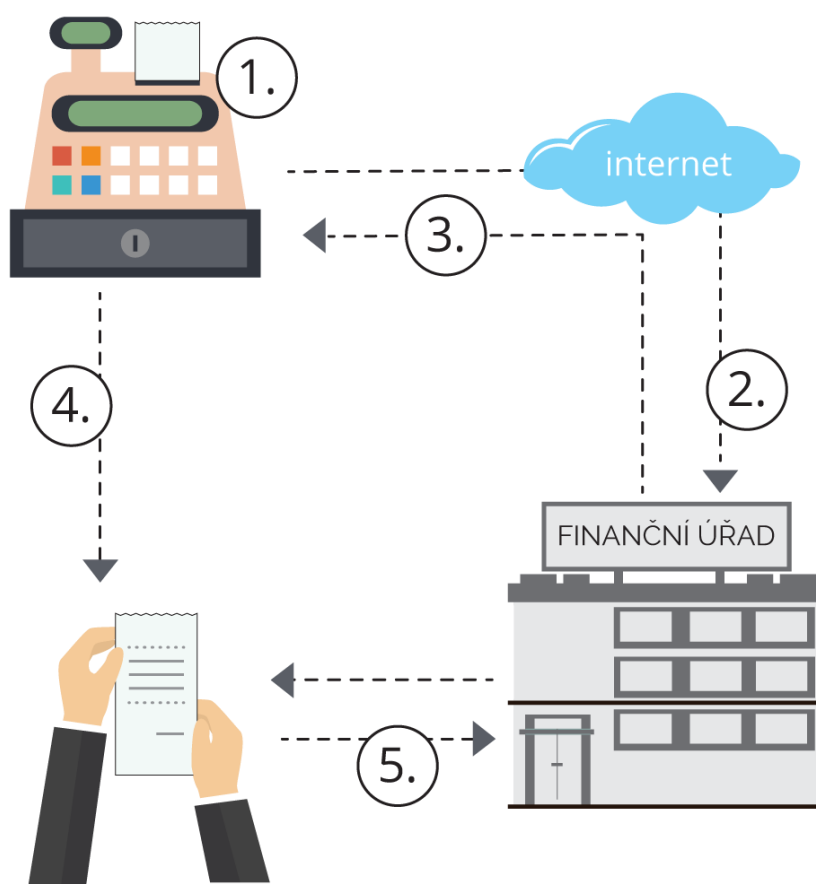 1.
internet
3.
2.
4.
FINANČNÍ ÚŘAD
5.